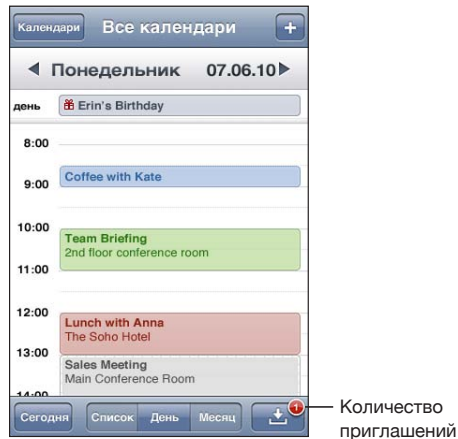 Календари Все календари +
Понедельник 07.06.10
день Erin's Birthday
8:00
Coffee with Kate
9:00
10:00
Team Briefing
2nd floor conference room
11:00
12:00
Lunch with Anna
The Soho Hotel
13:00
Sales Meeting
Main Conference Room
14:00
Сегодня Список День Месяц 1
Количество
приглашений